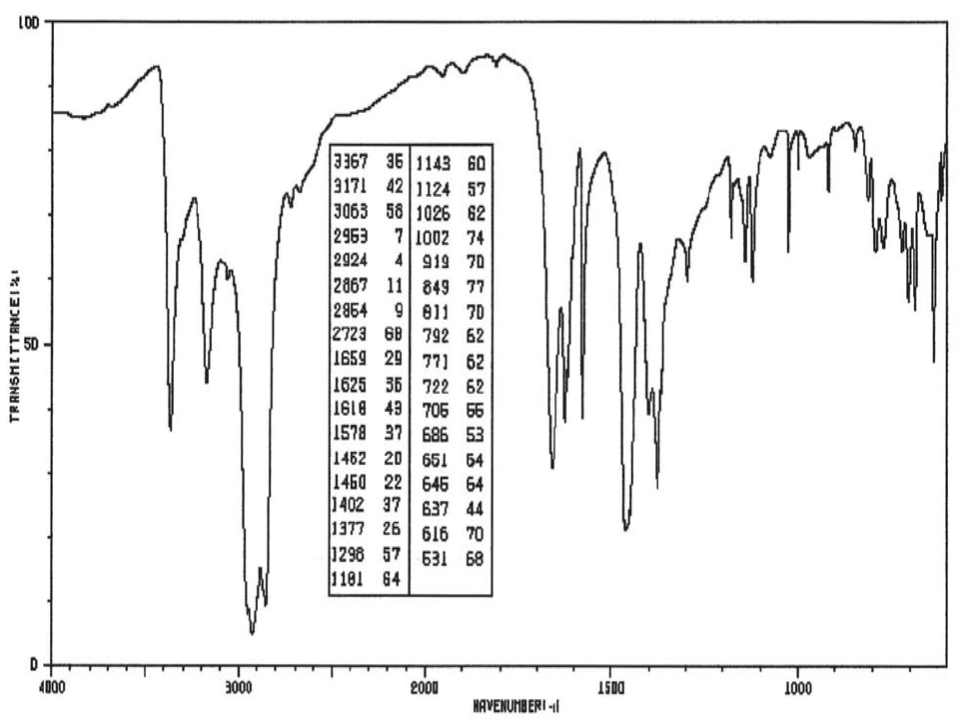 100
50
0
TRANSMITTANCE(%)
3367 36 1143 60
3171 42 1124 57
3063 58 1026 62
2953 7 1002 74
2924 4 919 70
2867 11 849 77
2854 9 811 70
2723 68 792 62
1659 29 771 62
1625 36 722 62
1618 43 705 55
1578 37 686 53
1462 20 651 64
1460 22 646 64
1402 37 637 44
1377 26 616 70
1298 57 631 68
1181 64
4000 3000 2000 1500 1000
WAVENUMBER(-1)